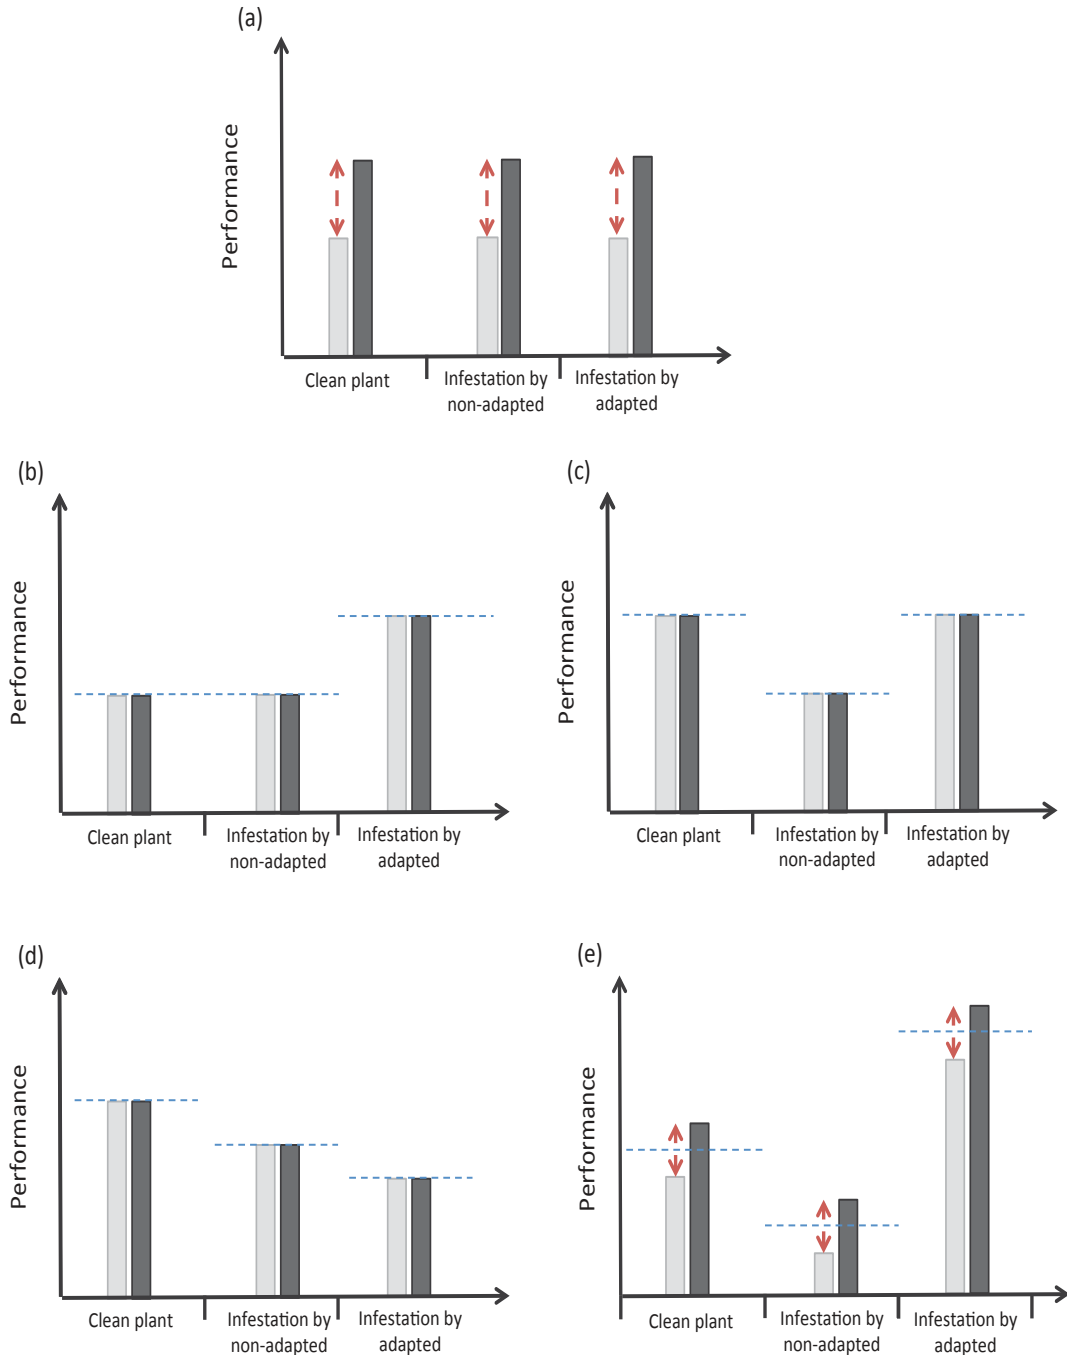 (a)
Performance
Clean plant
Infestation by
non-adapted
Infestation by
adapted
(b)
Performance
Clean plant
Infestation by
non-adapted
Infestation by
adapted
(c)
Performance
Clean plant
Infestation by
non-adapted
Infestation by
adapted
(d)
Performance
Clean plant
Infestation by
non-adapted
Infestation by
adapted
(e)
Performance
Clean plant
Infestation by
non-adapted
Infestation by
adapted